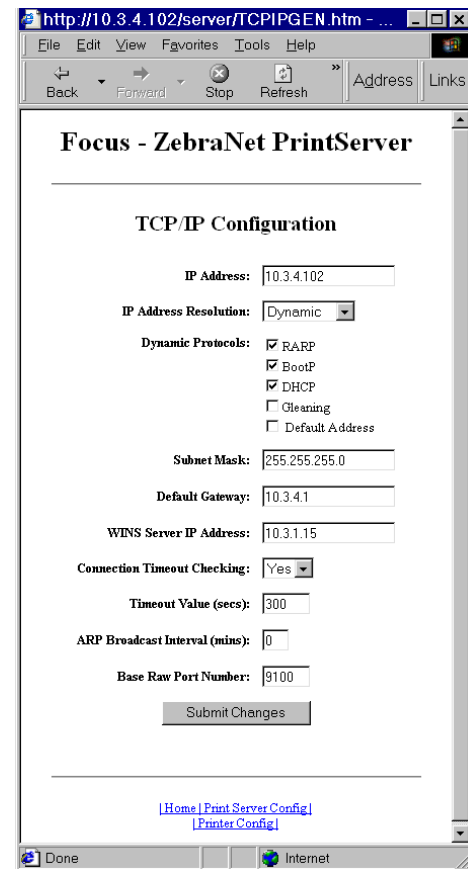 http://10.3.4.102/server/TCPIPGEN.htm - ...
File Edit View Favorites Tools Help
Back Forward Stop Refresh » Address Links
Focus - ZebraNet PrintServer
TCP/IP Configuration
IP Address: 10.3.4.102
IP Address Resolution: Dynamic
Dynamic Protocols: RARP
BootP
DHCP
Gleaning
Default Address
Subnet Mask: 255.255.255.0
Default Gateway: 10.3.4.1
WINS Server IP Address: 10.3.1.15
Connection Timeout Checking: Yes
Timeout Value (secs): 300
ARP Broadcast Interval (mins): 0
Base Raw Port Number: 9100
Submit Changes
| Home | Print Server Config |
| Printer Config |
Done Internet